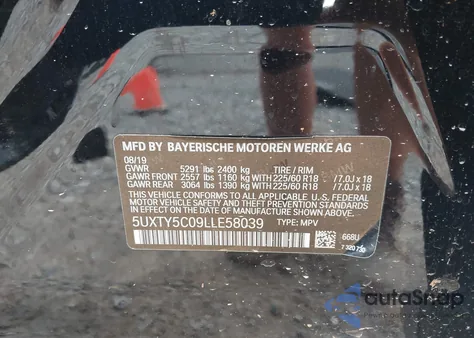 MFD BY BAYERISCHE MOTOREN WERKE AG
08/19
GVWR 5291 lbs 2400 kg TIRE / RIM
GAWR FRONT 2557 lbs 1160 kg WITH 225/60 R18 /7.0J x 18
GAWR REAR 3064 lbs 1390 kg WITH 225/60 R18 /7.0J x 18
THIS VEHICLE CONFORMS TO ALL APPLICABLE U.S. FEDERAL
MOTOR VEHICLE SAFETY, BUMPER,
AND THEFT PREVENTION STANDARDS IN EFFECT ON THE
DATE OF MANUFACTURE SHOWN ABOVE.
5UXTY5C09LLE58039 TYPE: MPV
668U
autoSnap